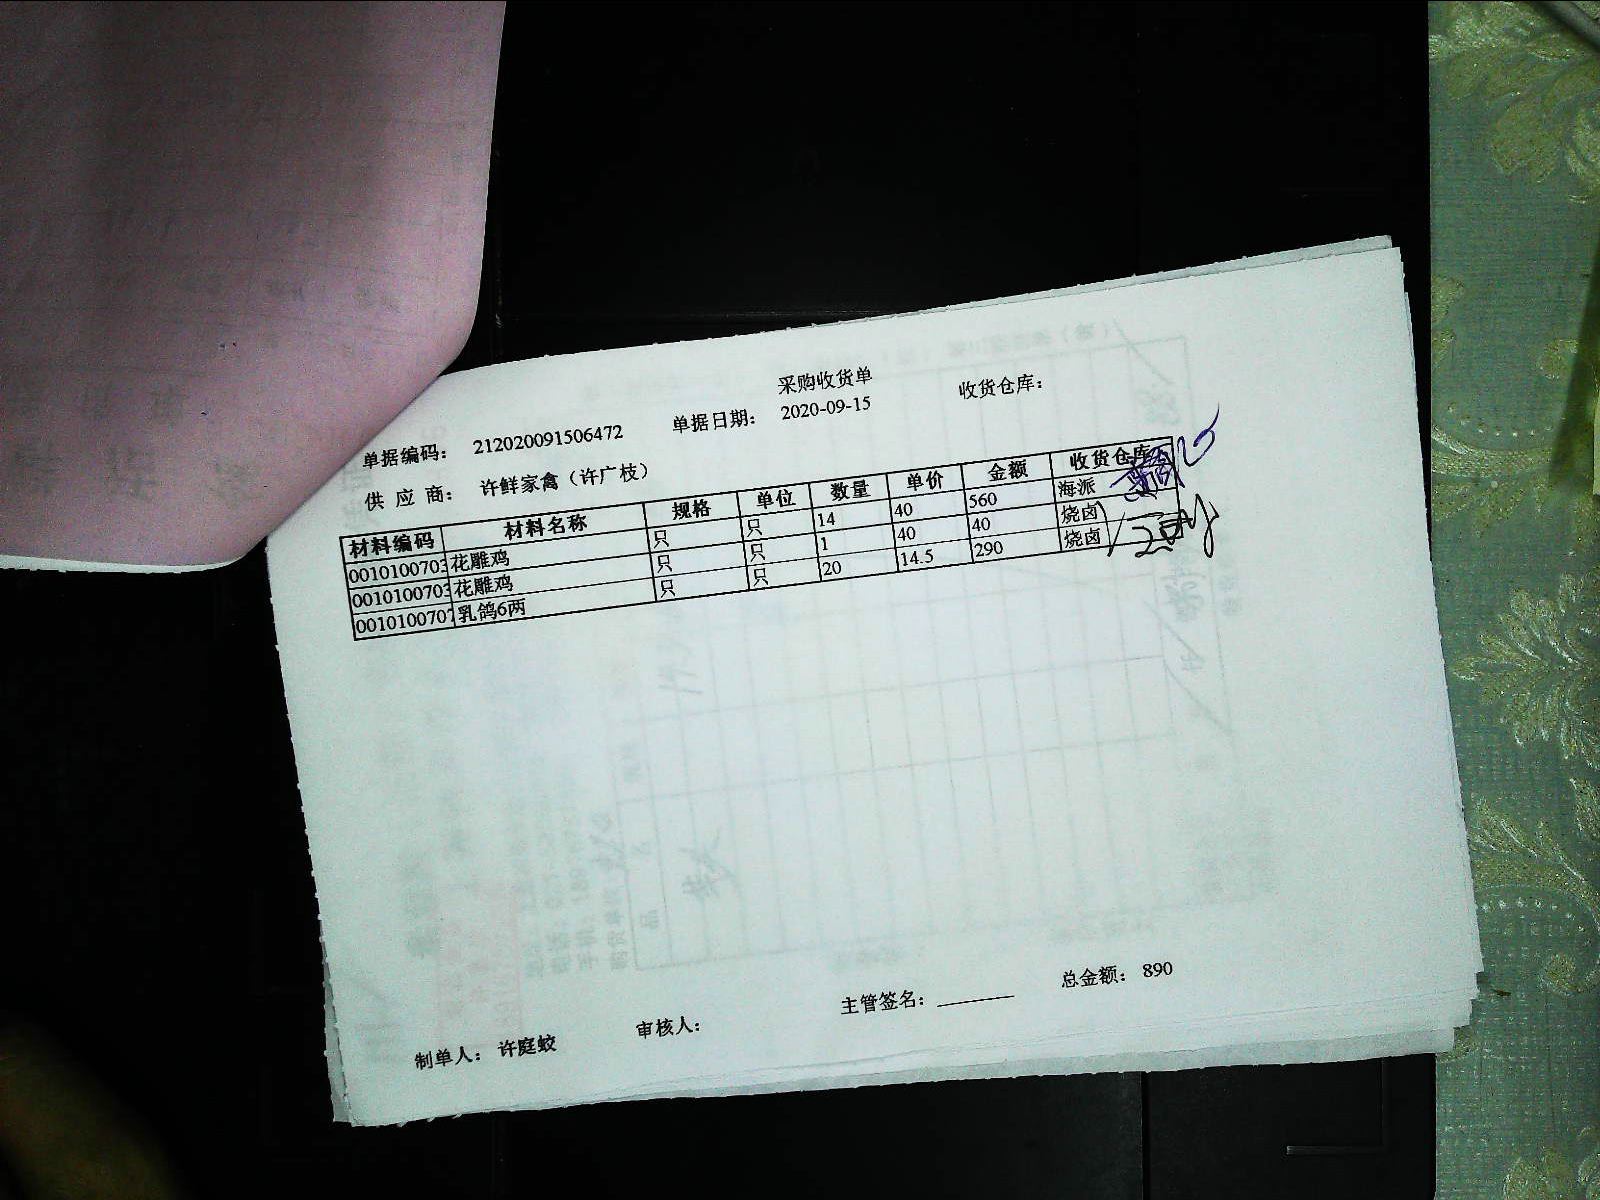 采购收货单
单据编码： 212020091506472 单据日期： 2020-09-15 收货仓库：
供 应 商： 许鲜家禽（许广枝）
材料编码 材料名称 规格 单位 数量 单价 金额 收货仓库
0010100703 花雕鸡 只 只 14 40 560 海派
0010100703 花雕鸡 只 只 1 40 40 烧卤
0010100707 乳鸽6两 只 只 20 14.5 290 烧卤
总金额： 890
制单人： 许庭蛟 审核人： 主管签名：